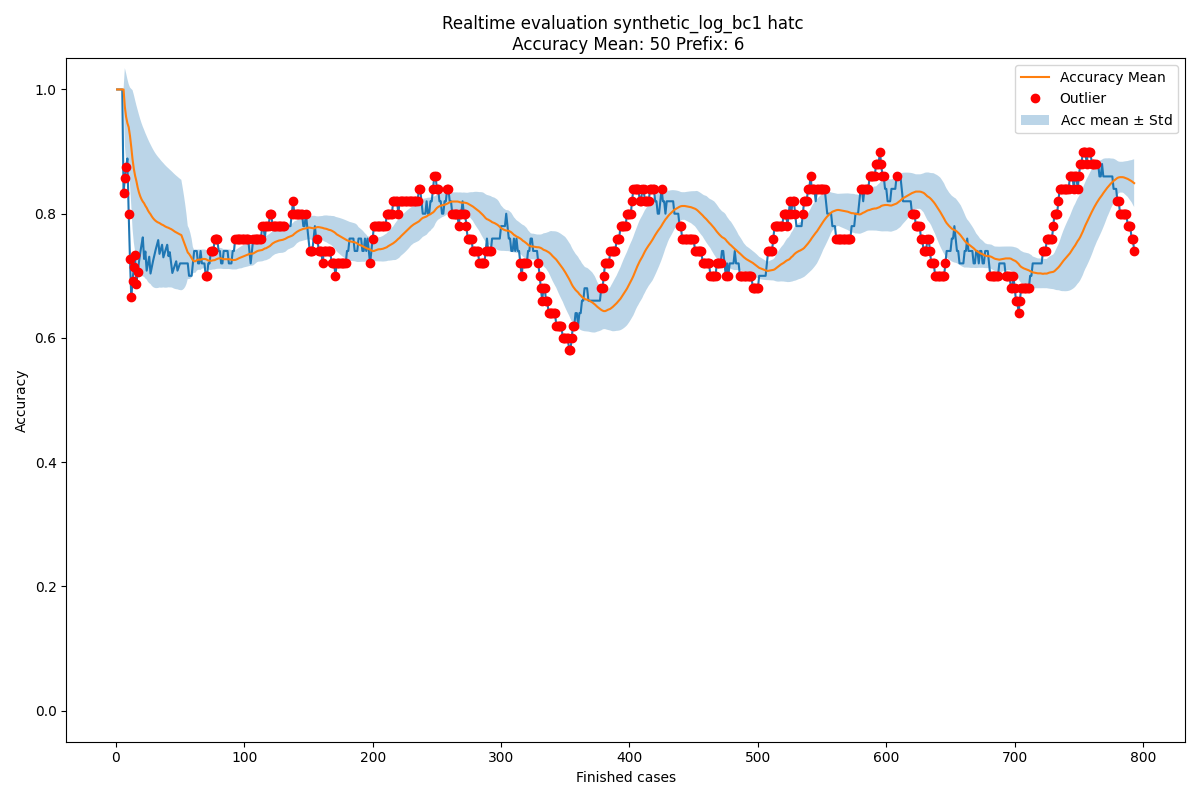 Realtime evaluation synthetic_log_bc1 hatc
Accuracy Mean: 50 Prefix: 6
Accuracy Mean
Outlier
Acc mean ± Std
1.0
0.8
0.6
0.4
0.2
0.0
Accuracy
0 100 200 300 400 500 600 700 800
Finished cases